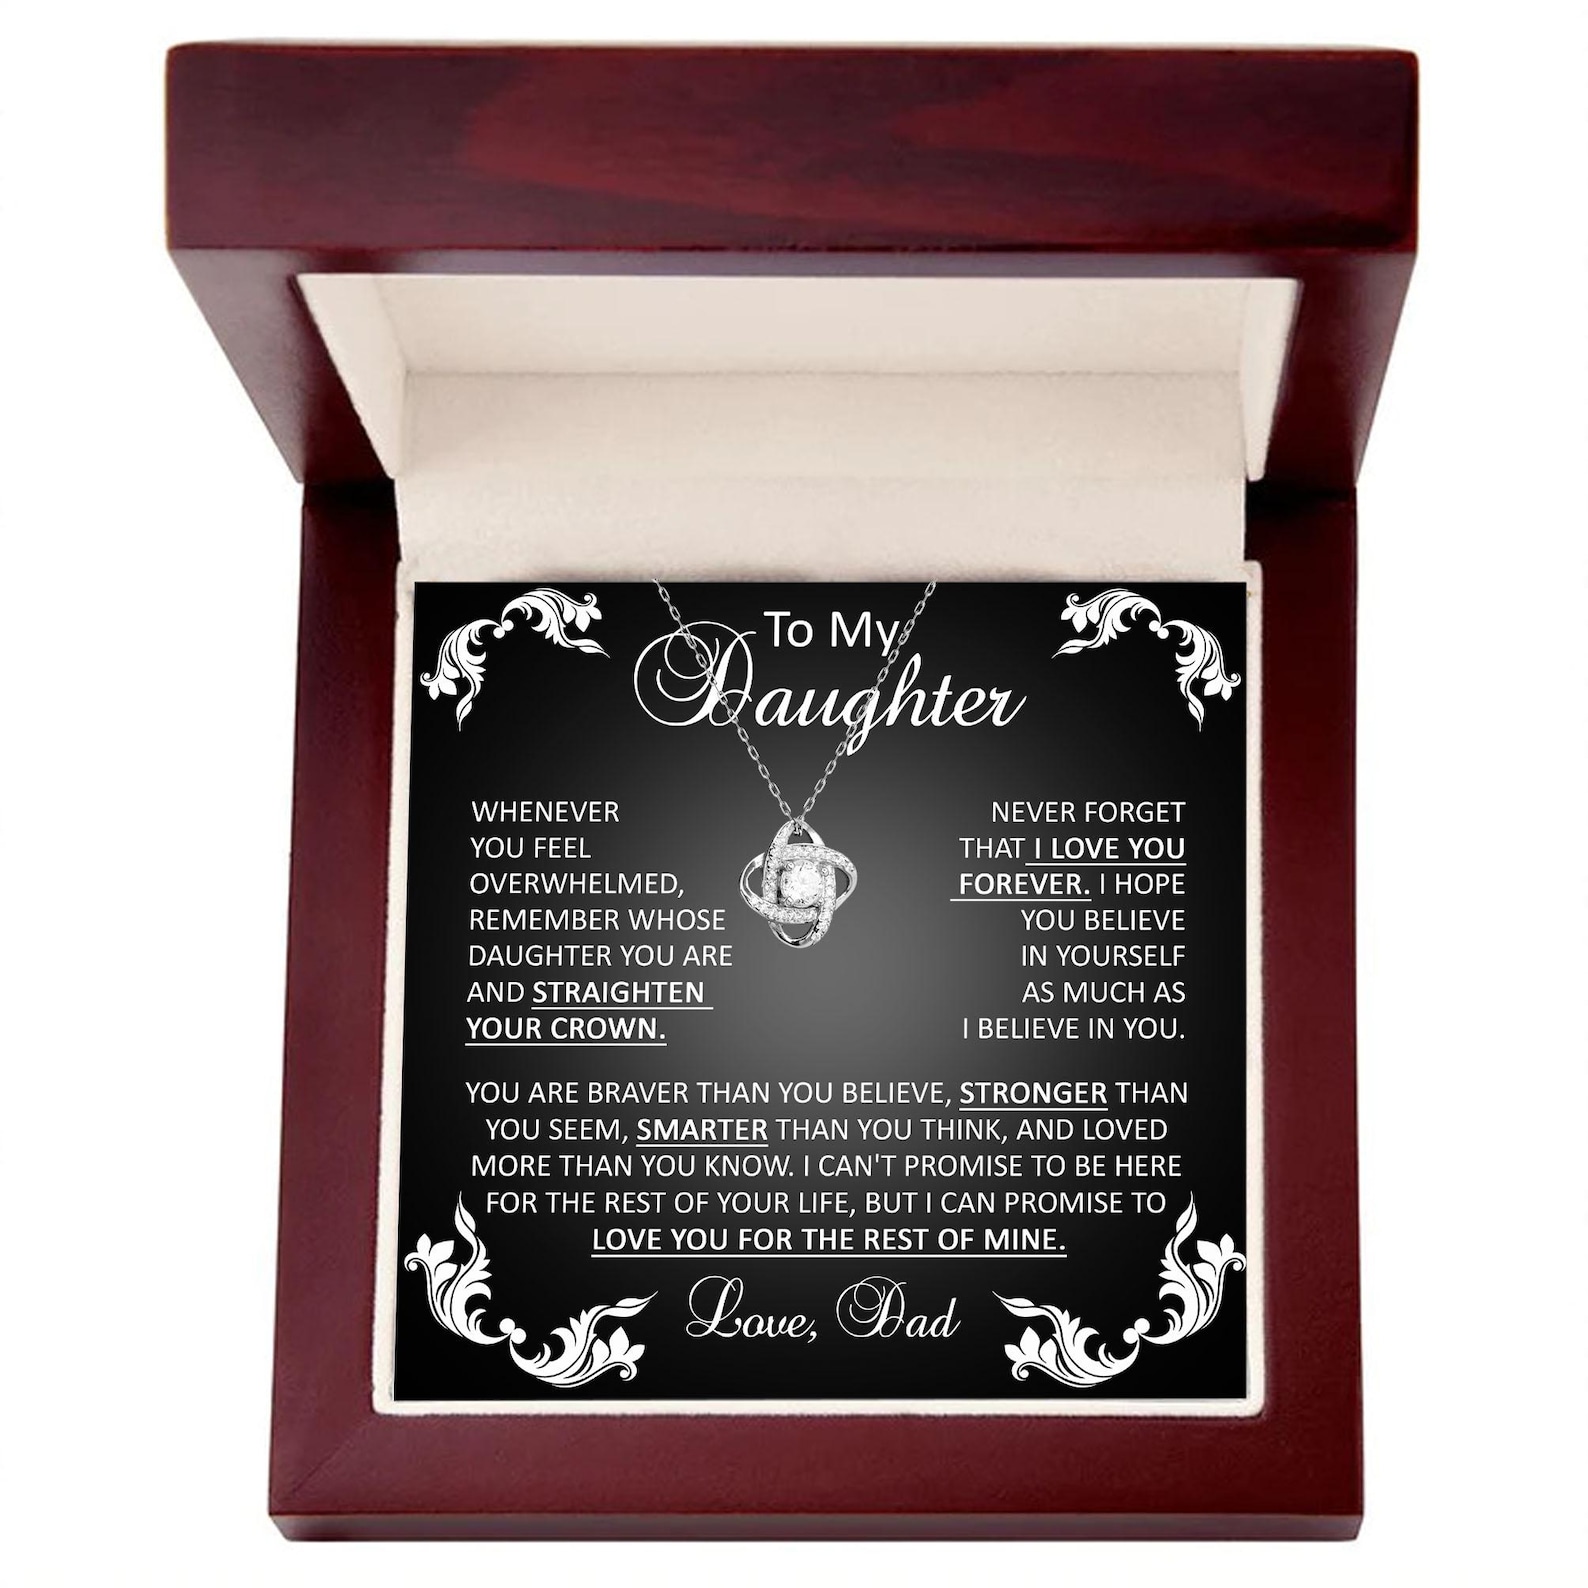 To My
Daughter
WHENEVER
YOU FEEL
OVERWHELMED,
REMEMBER WHOSE
DAUGHTER YOU ARE
AND STRAIGHTEN
YOUR CROWN.
NEVER FORGET
THAT I LOVE YOU
FOREVER. I HOPE
YOU BELIEVE
IN YOURSELF
AS MUCH AS
I BELIEVE IN YOU.
YOU ARE BRAVER THAN YOU BELIEVE, STRONGER THAN
YOU SEEM, SMARTER THAN YOU THINK, AND LOVED
MORE THAN YOU KNOW. I CAN'T PROMISE TO BE HERE
FOR THE REST OF YOUR LIFE, BUT I CAN PROMISE TO
LOVE YOU FOR THE REST OF MINE.
Love, Dad